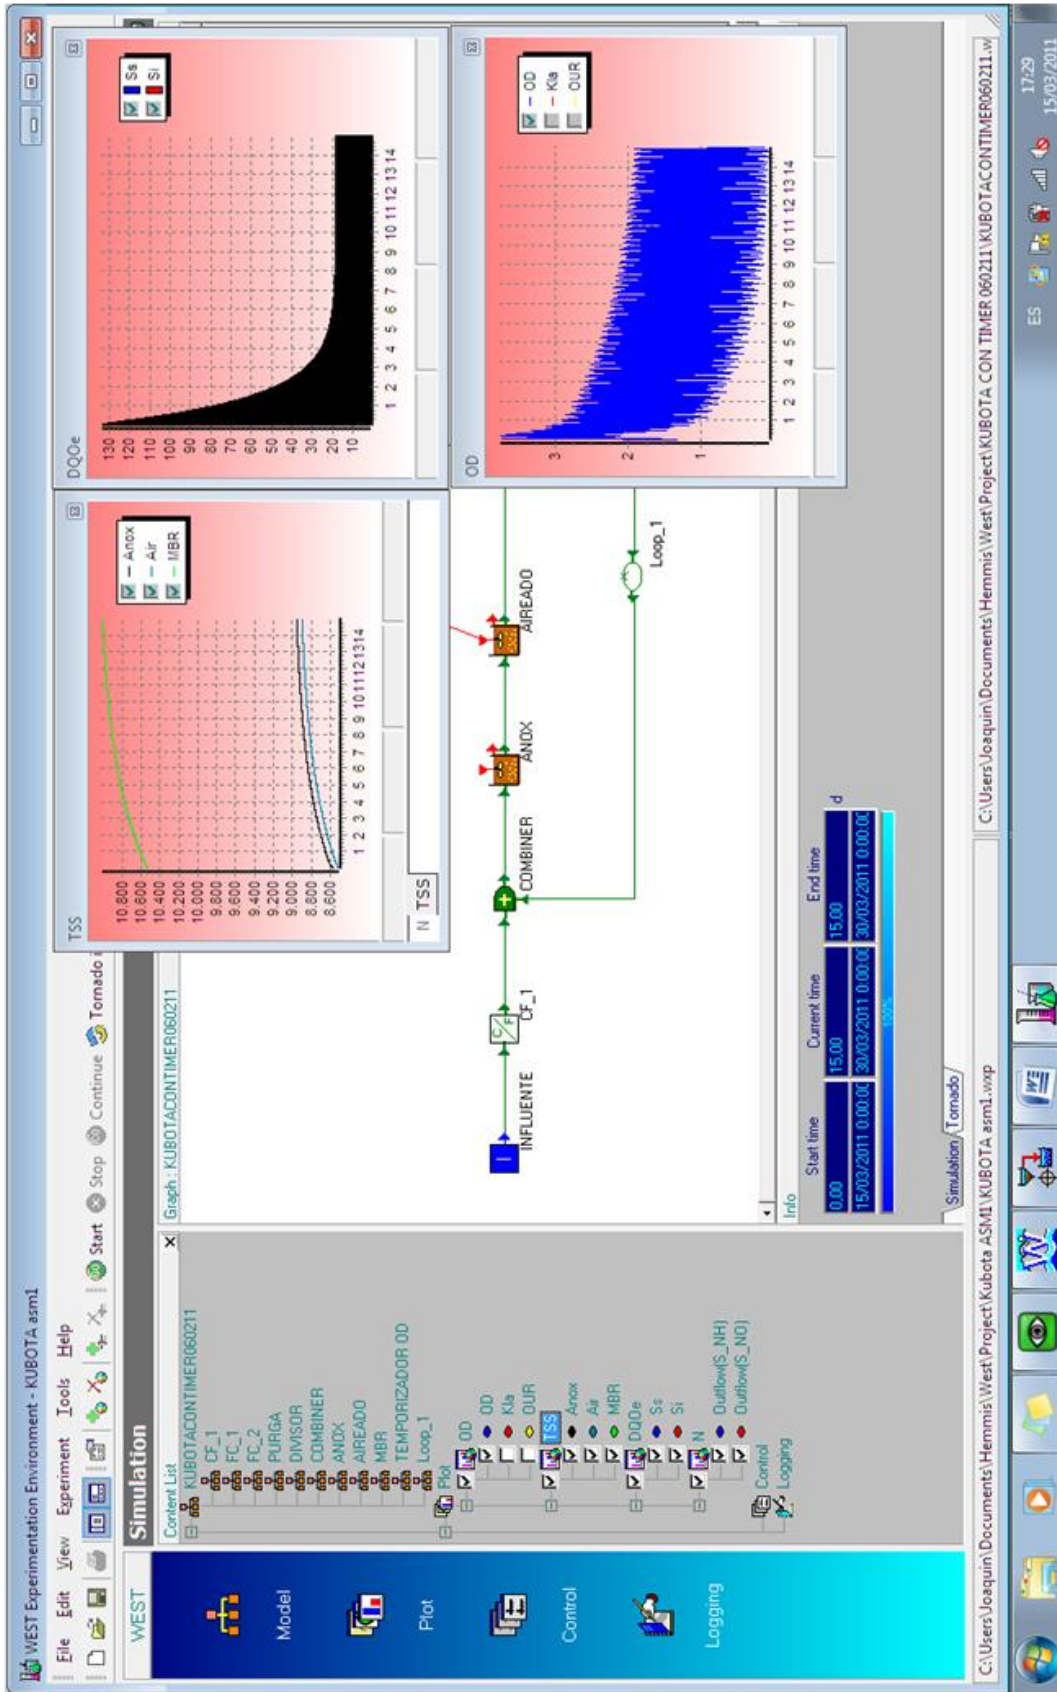 WEST Experimentation Environment - KUBOTA asm1
File Edit View Experiment Tools Help
Start Stop Continue Tornado
Simulation
WEST
Model
Plot
Control
Logging
Content List
KUBOTACONTIMER060211
CF_1
FC_1
FC_2
PURGA
DIVISOR
COMBINER
ANOX
AIREADO
MBR
TEMPORIZADOR OD
Loop_1
Plot
OD
OD
Kla
OUR
TSS
Anox
Air
MBR
DQOe
Ss
Si
N
Outflow(S_NH)
Outflow(S_NO)
Control
Logging
Graph : KUBOTACONTIMER060211
INFLUENTE
CF_1
COMBINER
ANOX
AIREADO
Loop_1
TSS
10.800
10.600
10.400
10.200
10.000
9.800
9.600
9.400
9.200
9.000
8.800
8.600
1 2 3 4 5 6 7 8 9 10 11 12 13 14
Anox
Air
MBR
N TSS
DQOe
130
120
110
100
90
80
70
60
50
40
30
20
10
1 2 3 4 5 6 7 8 9 10 11 12 13 14
Ss
Si
OD
3
2
1
1 2 3 4 5 6 7 8 9 10 11 12 13 14
OD
Kla
OUR
Info
Start time Current time End time
0,00 15,00 15,00 d
15/03/2011 0:00:00 30/03/2011 0:00:00 30/03/2011 0:00:00
100%
Simulation Tornado
C:\Users\Joaquin\Documents\Hemmis\West\Project\Kubota ASM1\KUBOTA asm1.wxp
C:\Users\Joaquin\Documents\Hemmis\West\Project\KUBOTA CON TIMER 060211\KUBOTACONTIMER060211.w
ES
17:29
15/03/2011